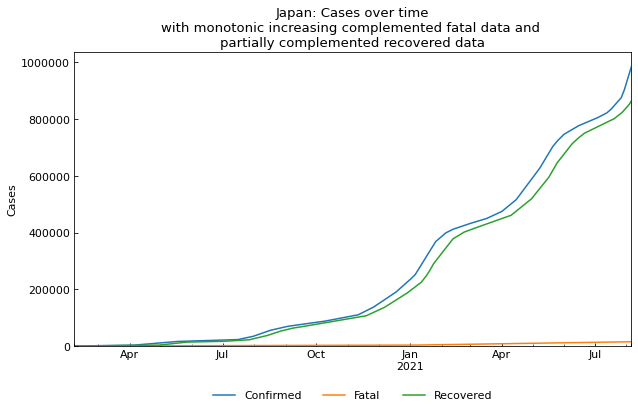 Japan: Cases over time
with monotonic increasing complemented fatal data and
partially complemented recovered data
1000000
800000
600000
400000
200000
0
Cases
Apr
Jul
Oct
Jan
2021
Apr
Jul
Confirmed
Fatal
Recovered